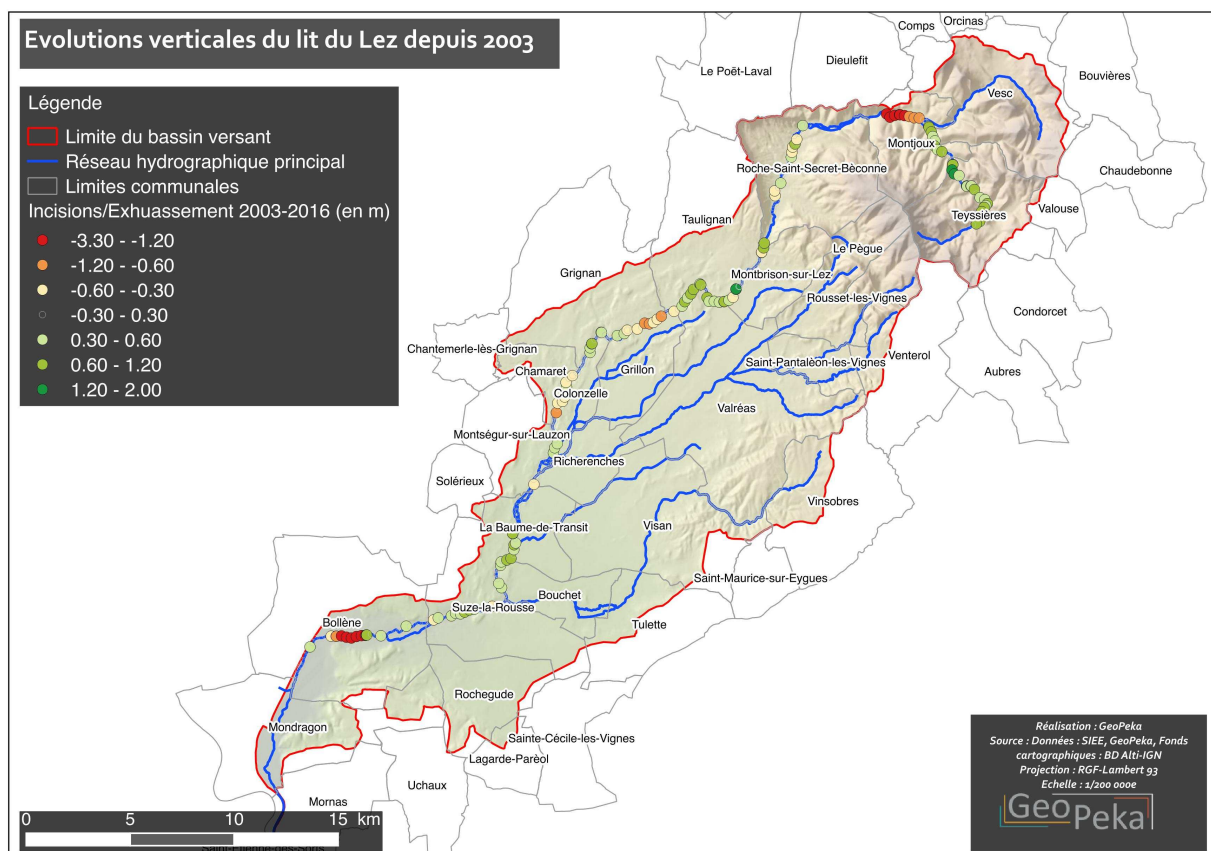 Evolutions verticales du lit du Lez depuis 2003
Légende
Limite du bassin versant
Réseau hydrographique principal
Limites communales
Incisions/Exhuassement 2003-2016 (en m)
-3.30 - -1.20
-1.20 - -0.60
-0.60 - -0.30
-0.30 - 0.30
0.30 - 0.60
0.60 - 1.20
1.20 - 2.00
Orcinas
Comps
Dieulefit
Le Poët-Laval
Bouvières
Vesc
Montjoux
Roche-Saint-Secret-Bèconne
Chaudebonne
Valouse
Teyssières
Taulignan
Le Pègue
Grignan
Montbrison-sur-Lez
Rousset-les-Vignes
Condorcet
Chantemerle-lès-Grignan
Venterol
Saint-Pantalèon-les-Vignes
Aubres
Chamaret
Grillon
Colonzelle
Valréas
Montségur-sur-Lauzon
Richerenches
Solérieux
Vinsobres
La Baume-de-Transit
Visan
Saint-Maurice-sur-Eygues
Bouchet
Suze-la-Rousse
Tulette
Bollène
Rochegude
Mondragon
Sainte-Cécile-les-Vignes
Lagarde-Parèol
Uchaux
Mornas
0 5 10 15 km
Saint-Etienne-des-Sorts
Réalisation : GeoPeka
Source : Données : SIEE, GeoPeka, Fonds
cartographiques : BD Alti-IGN
Projection : RGF-Lambert 93
Echelle : 1/200 000e
GeoPeka